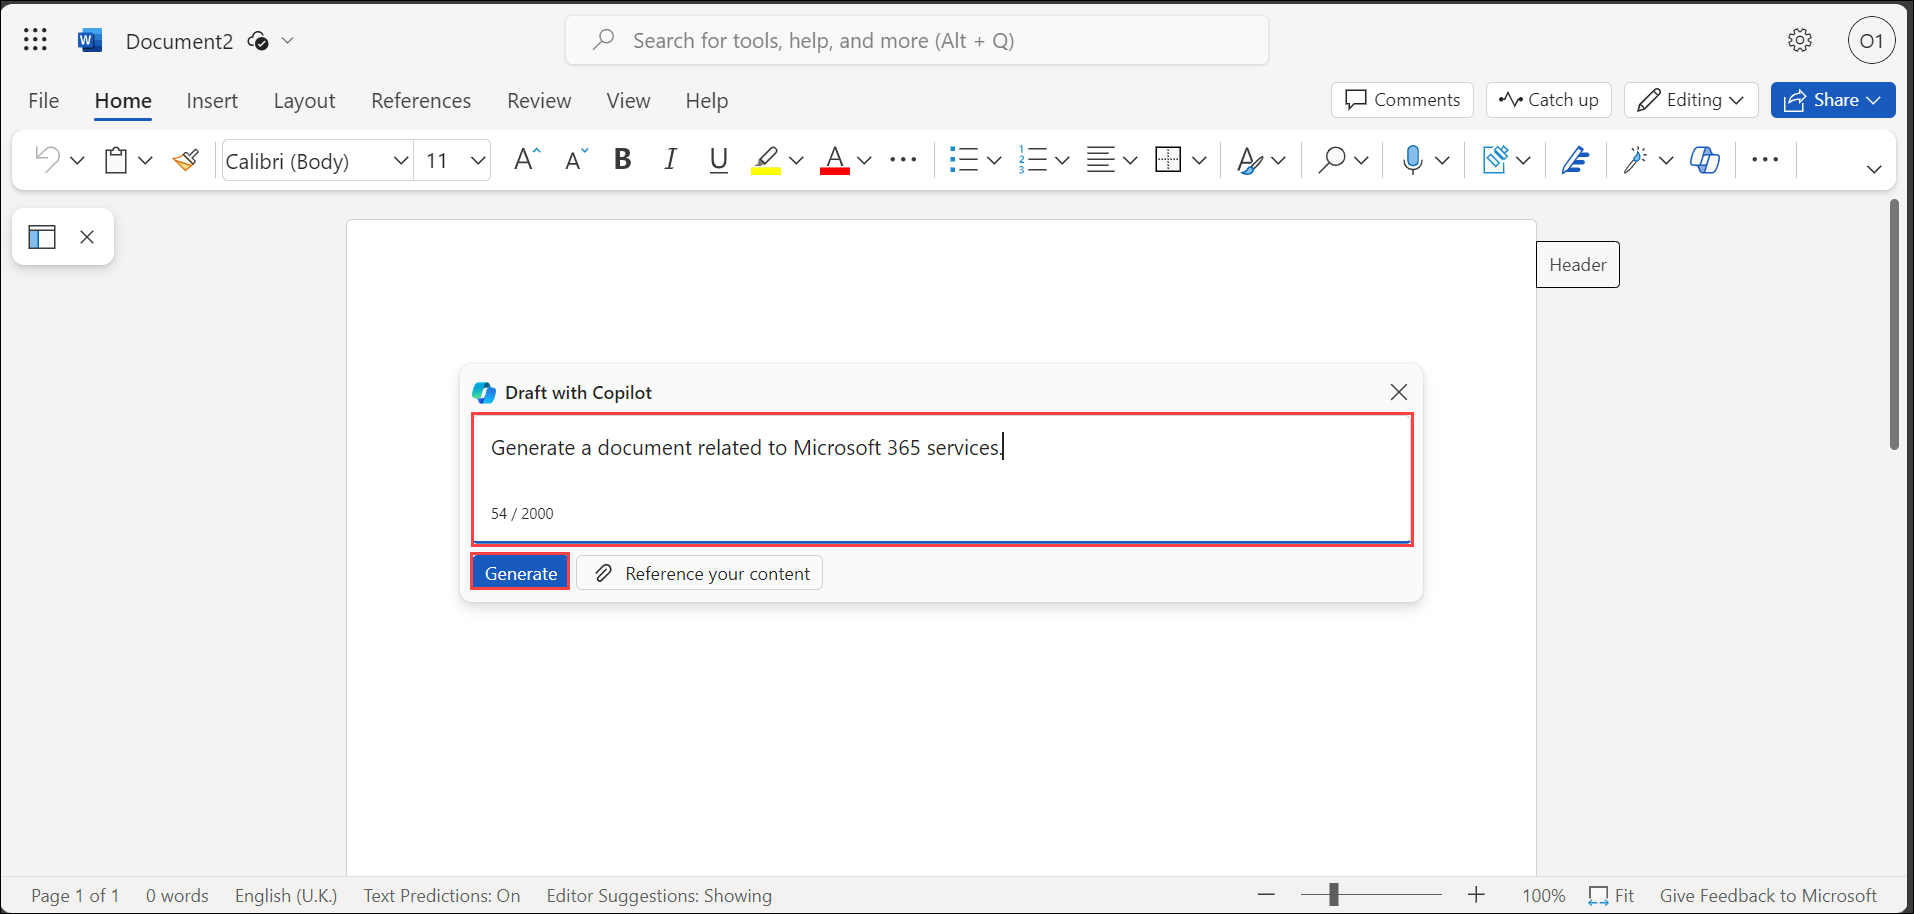 Document2
Search for tools, help, and more (Alt + Q)
O1
File Home Insert Layout References Review View Help
Comments Catch up Editing Share
Calibri (Body) 11
Header
Draft with Copilot
Generate a document related to Microsoft 365 services.
54 / 2000
Generate Reference your content
Page 1 of 1 0 words English (U.K.) Text Predictions: On Editor Suggestions: Showing 100% Fit Give Feedback to Microsoft